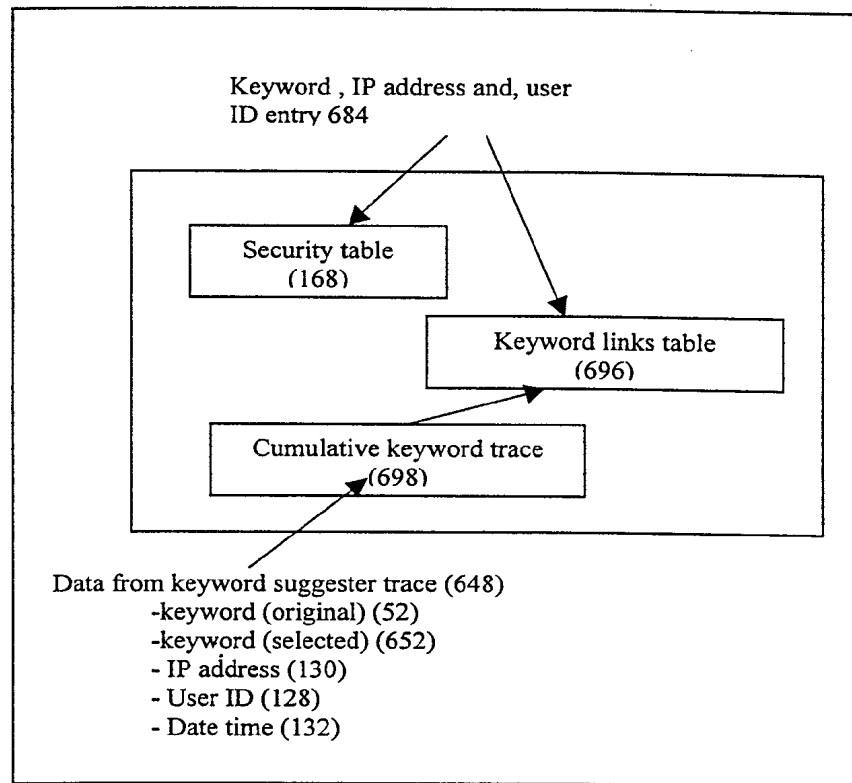 Keyword , IP address and, user
ID entry 684
Security table
(168)
Keyword links table
(696)
Cumulative keyword trace
(698)
Data from keyword suggester trace (648)
-keyword (original) (52
-keyword (selected) (652)
- IP address (130)
- User ID (128)
- Date time (132)